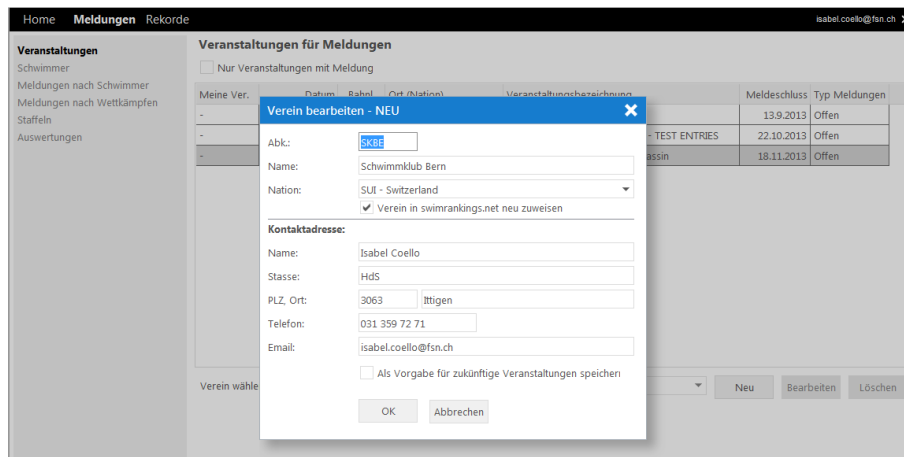 Home Meldungen Rekorde isabel.coello@fsn.ch
Veranstaltungen
Schwimmer
Meldungen nach Schwimmer
Meldungen nach Wettkämpfen
Staffeln
Auswertungen
Veranstaltungen für Meldungen
Nur Veranstaltungen mit Meldung
Meine Ver. Datum Bahnl. Ort (Nation) Veranstaltungsbezeichnung Meldeschluss Typ Meldungen
- 13.9.2013 Offen
- - TEST ENTRIES 22.10.2013 Offen
- assin 18.11.2013 Offen
Verein bearbeiten - NEU
Abk.: SKBE
Name: Schwimmklub Bern
Nation: SUI - Switzerland
Verein in swimrankings.net neu zuweisen
Kontaktadresse:
Name: Isabel Coello
Stasse: HdS
PLZ, Ort: 3063 Ittigen
Telefon: 031 359 72 71
Email: isabel.coello@fsn.ch
Als Vorgabe für zukünftige Veranstaltungen speichern
OK Abbrechen
Verein wähle Neu Bearbeiten Löschen